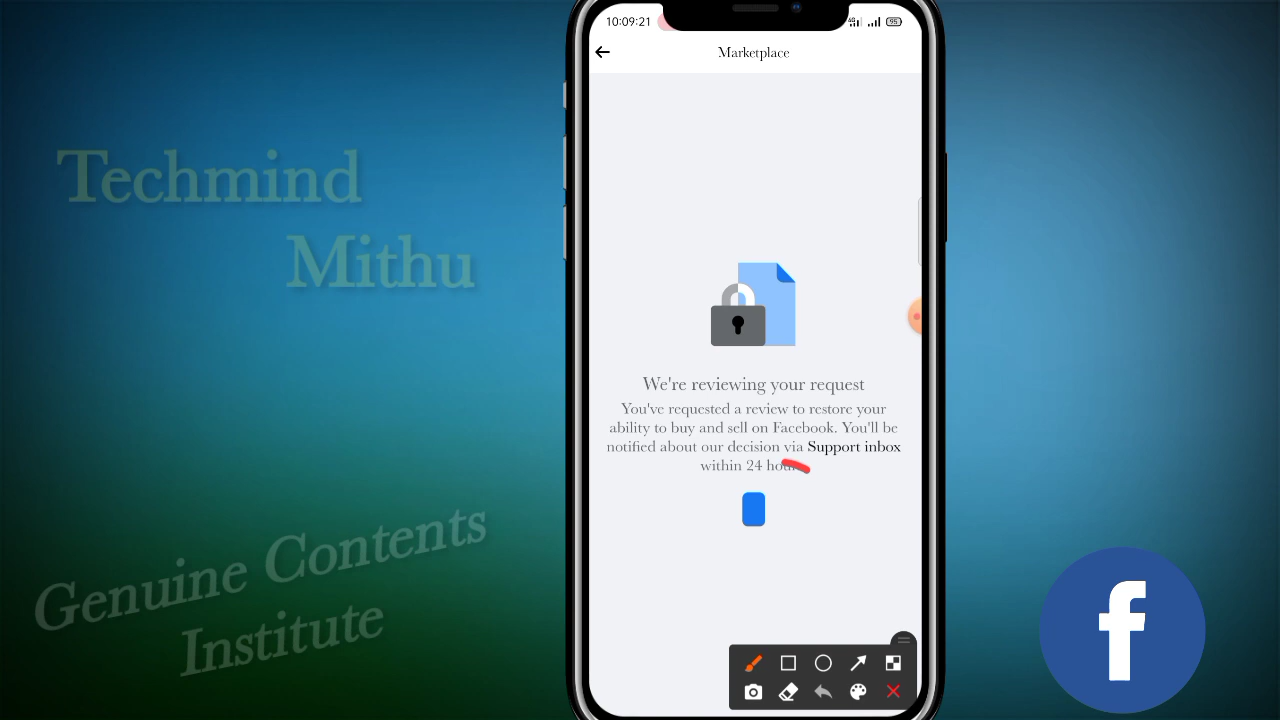 Techmind
Mithu
Genuine Contents
Institute
10:09:21
4G
95
Marketplace
We're reviewing your request
You've requested a review to restore your
ability to buy and sell on Facebook. You'll be
notified about our decision via Support inbox
within 24
f